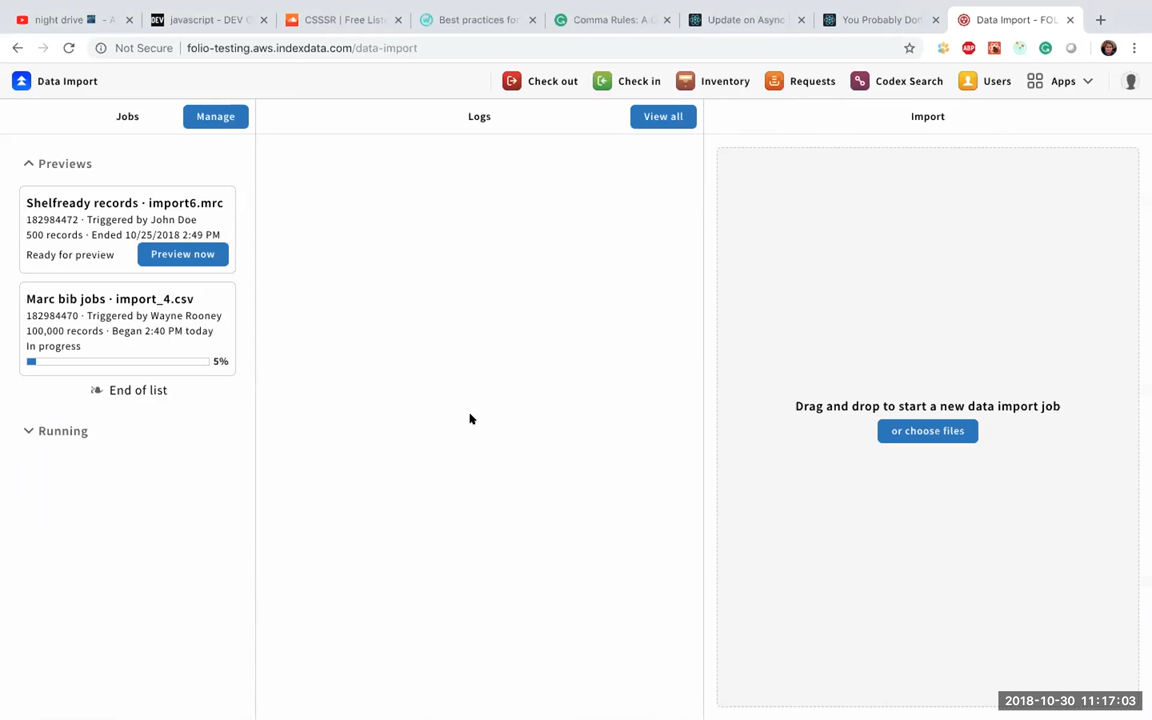 night drive - A
javascript - DEV C
CSSSR | Free Liste
Best practices for
Comma Rules: A G
Update on Async
You Probably Don
Data Import - FOL
Not Secure | folio-testing.aws.indexdata.com/data-import
Data Import
Check out
Check in
Inventory
Requests
Codex Search
Users
Apps
Jobs
Manage
Logs
View all
Import
Previews
Shelfready records · import6.mrc
182984472 · Triggered by John Doe
500 records · Ended 10/25/2018 2:49 PM
Ready for preview
Preview now
Marc bib jobs · import_4.csv
182984470 · Triggered by Wayne Rooney
100,000 records · Began 2:40 PM today
In progress
5%
End of list
Running
Drag and drop to start a new data import job
or choose files
2018-10-30 11:17:03